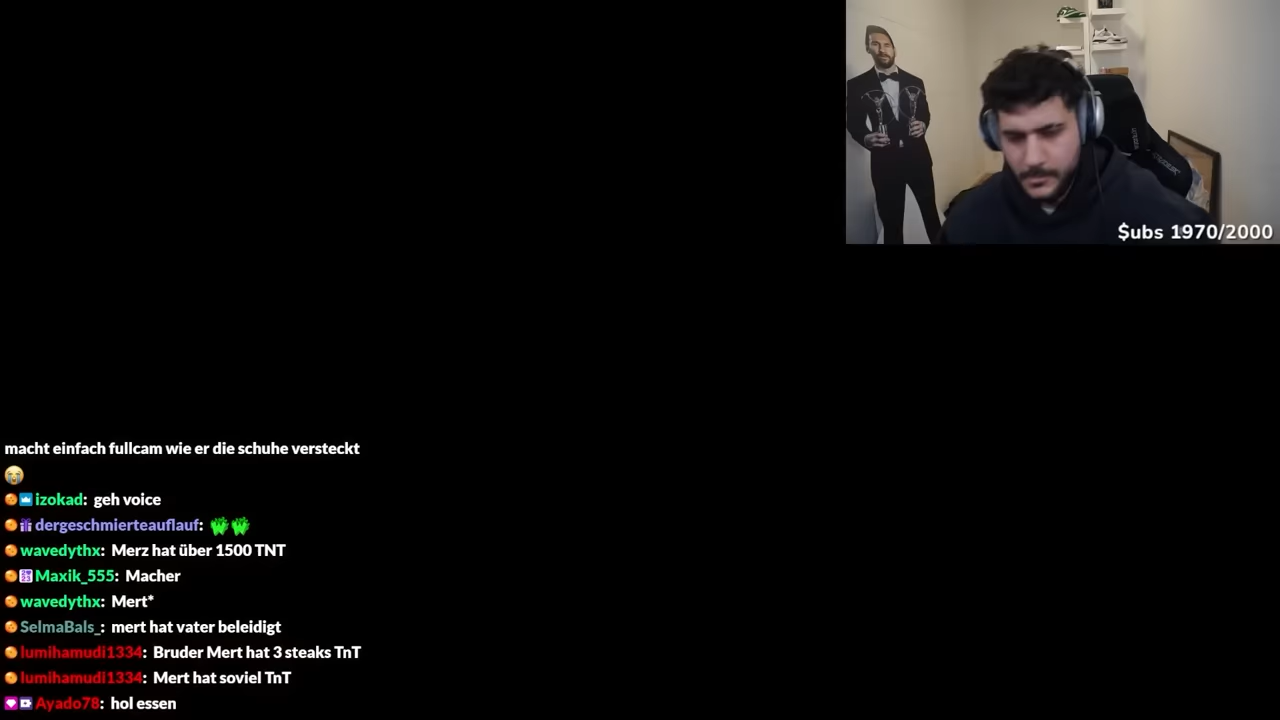 $ubs 1970/2000
macht einfach fullcam wie er die schuhe versteckt
😭
izokad: geh voice
dergeschmierteauflauf:
wavedythx: Merz hat über 1500 TNT
Maxik_555: Macher
wavedythx: Mert*
SelmaBals_: mert hat vater beleidigt
lumihamudi1334: Bruder Mert hat 3 steaks TnT
lumihamudi1334: Mert hat soviel TnT
Ayado78: hol essen